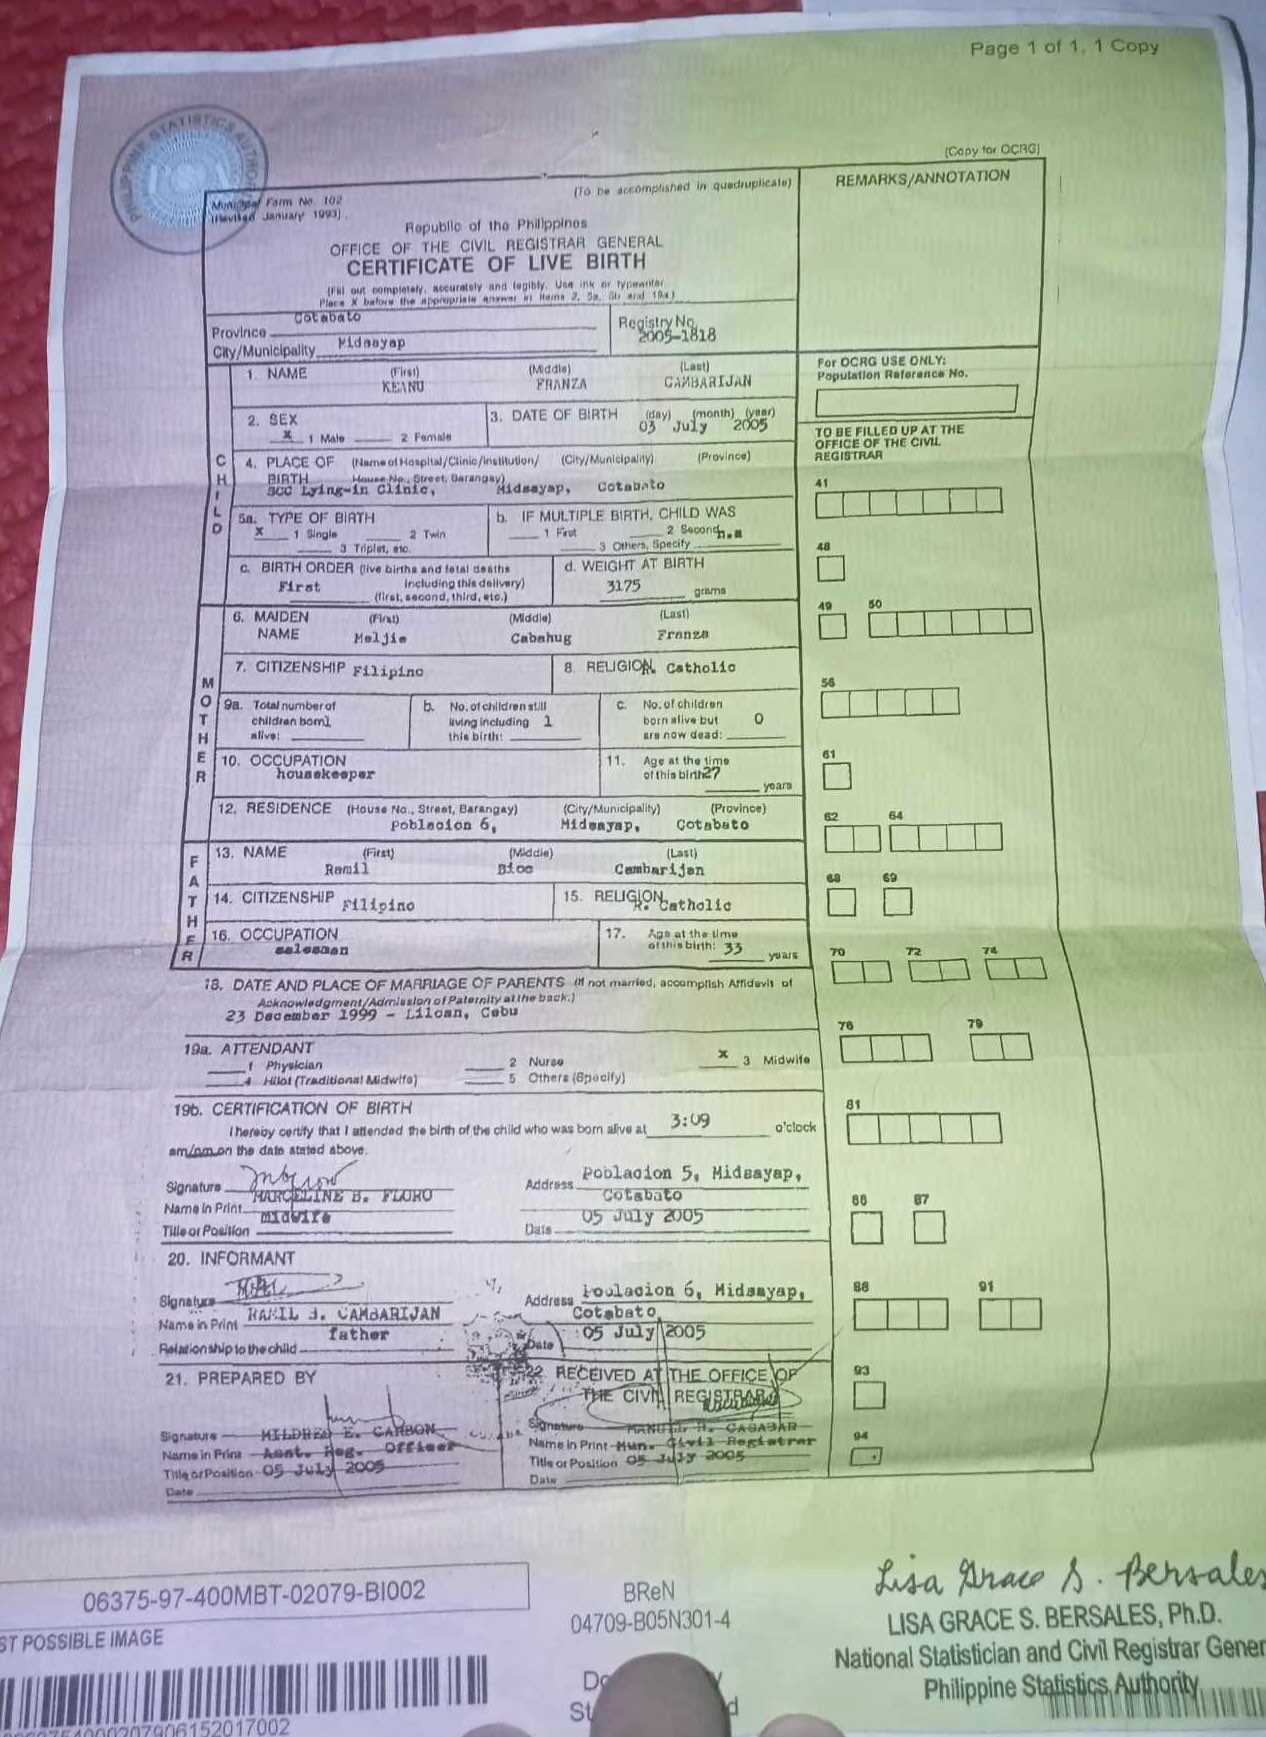 Page 1 of 1, 1 Copy
PHILIPPINE STATISTICS AUTHORITY
(Copy for OCRG)
Municipal Form No. 102
(Revised January 1993)
(To be accomplished in quadruplicate)
REMARKS/ANNOTATION
Republic of the Philippines
OFFICE OF THE CIVIL REGISTRAR GENERAL
CERTIFICATE OF LIVE BIRTH
(Fill out completely, accurately and legibly. Use ink or typewriter
Place X before the appropriate answer in Items 2, 5a, 5b and 19a)
Province Cotabato
City/Municipality Midsayap
Registry No.
2005-1818
For OCRG USE ONLY:
Population Reference No.
CHILD
1. NAME (First) (Middle) (Last)
KEANU FRANZA CAMBARIJAN
2. SEX
X 1 Male 2 Female
3. DATE OF BIRTH (day) (month) (year)
03 July 2005
TO BE FILLED UP AT THE
OFFICE OF THE CIVIL
REGISTRAR
4. PLACE OF (Name of Hospital/Clinic/Institution/ (City/Municipality) (Province)
BIRTH House No., Street, Barangay)
Lying-in Clinic, Midsayap, Cotabato
41
5a. TYPE OF BIRTH
X 1 Single 2 Twin
3 Triplet, etc.
b. IF MULTIPLE BIRTH, CHILD WAS
1 First 2 Second
3 Others, Specify
48
c. BIRTH ORDER (live births and fetal deaths
First including this delivery)
(first, second, third, etc.)
d. WEIGHT AT BIRTH
3175 grams
49 50
MOTHER
6. MAIDEN (First) (Middle) (Last)
NAME Meljie Cabahug Franza
7. CITIZENSHIP Filipino
8. RELIGION R. Catholic
56
9a. Total number of
children born 1
alive:
b. No. of children still
living including 1
this birth:
c. No. of children
born alive but 0
are now dead:
10. OCCUPATION
housekeeper
11. Age at the time
of this birth 27
years
61
12. RESIDENCE (House No., Street, Barangay) (City/Municipality) (Province)
Poblacion 6, Midsayap, Cotabato
62 64
FATHER
13. NAME (First) (Middle) (Last)
Ramil Cambarijan
68 69
14. CITIZENSHIP Filipino
15. RELIGION
R. Catholic
16. OCCUPATION
salesman
17. Age at the time
of this birth: 33 years
70 72 74
18. DATE AND PLACE OF MARRIAGE OF PARENTS (If not married, accomplish Affidavit of
Acknowledgment/Admission of Paternity at the back.)
23 December 1999 - Liloan, Cebu
76 79
19a. ATTENDANT
1 Physician 2 Nurse X 3 Midwife
4 Hilot (Traditional Midwife) 5 Others (Specify)
81
19b. CERTIFICATION OF BIRTH
I hereby certify that I attended the birth of the child who was born alive at 3:09 o'clock
am/pm on the date stated above.
Signature
Name in Print MARCELINE B. FLORO
Title or Position midwife
Address Poblacion 5, Midsayap,
Cotabato
Date 05 July 2005
86 87
20. INFORMANT
Signature
Name in Print RAMIL B. CAMBARIJAN
Relationship to the child father
Address Poblacion 6, Midsayap,
Cotabato
Date 05 July 2005
88 91
21. PREPARED BY
Signature MILDRED E. CARBON
Name in Print Asst. Reg. Officer
Title or Position 05 July 2005
Date
22. RECEIVED AT THE OFFICE OF
THE CIVIL REGISTRAR
Signature
Name in Print Mun. Civil Registrar
Title or Position 05 July 2005
Date
93
94
06375-97-400MBT-02079-BI002
ST POSSIBLE IMAGE
BReN
04709-B05N301-4
Lisa Grace S. Bersales
LISA GRACE S. BERSALES, Ph.D.
National Statistician and Civil Registrar Gener
Philippine Statistics Authority